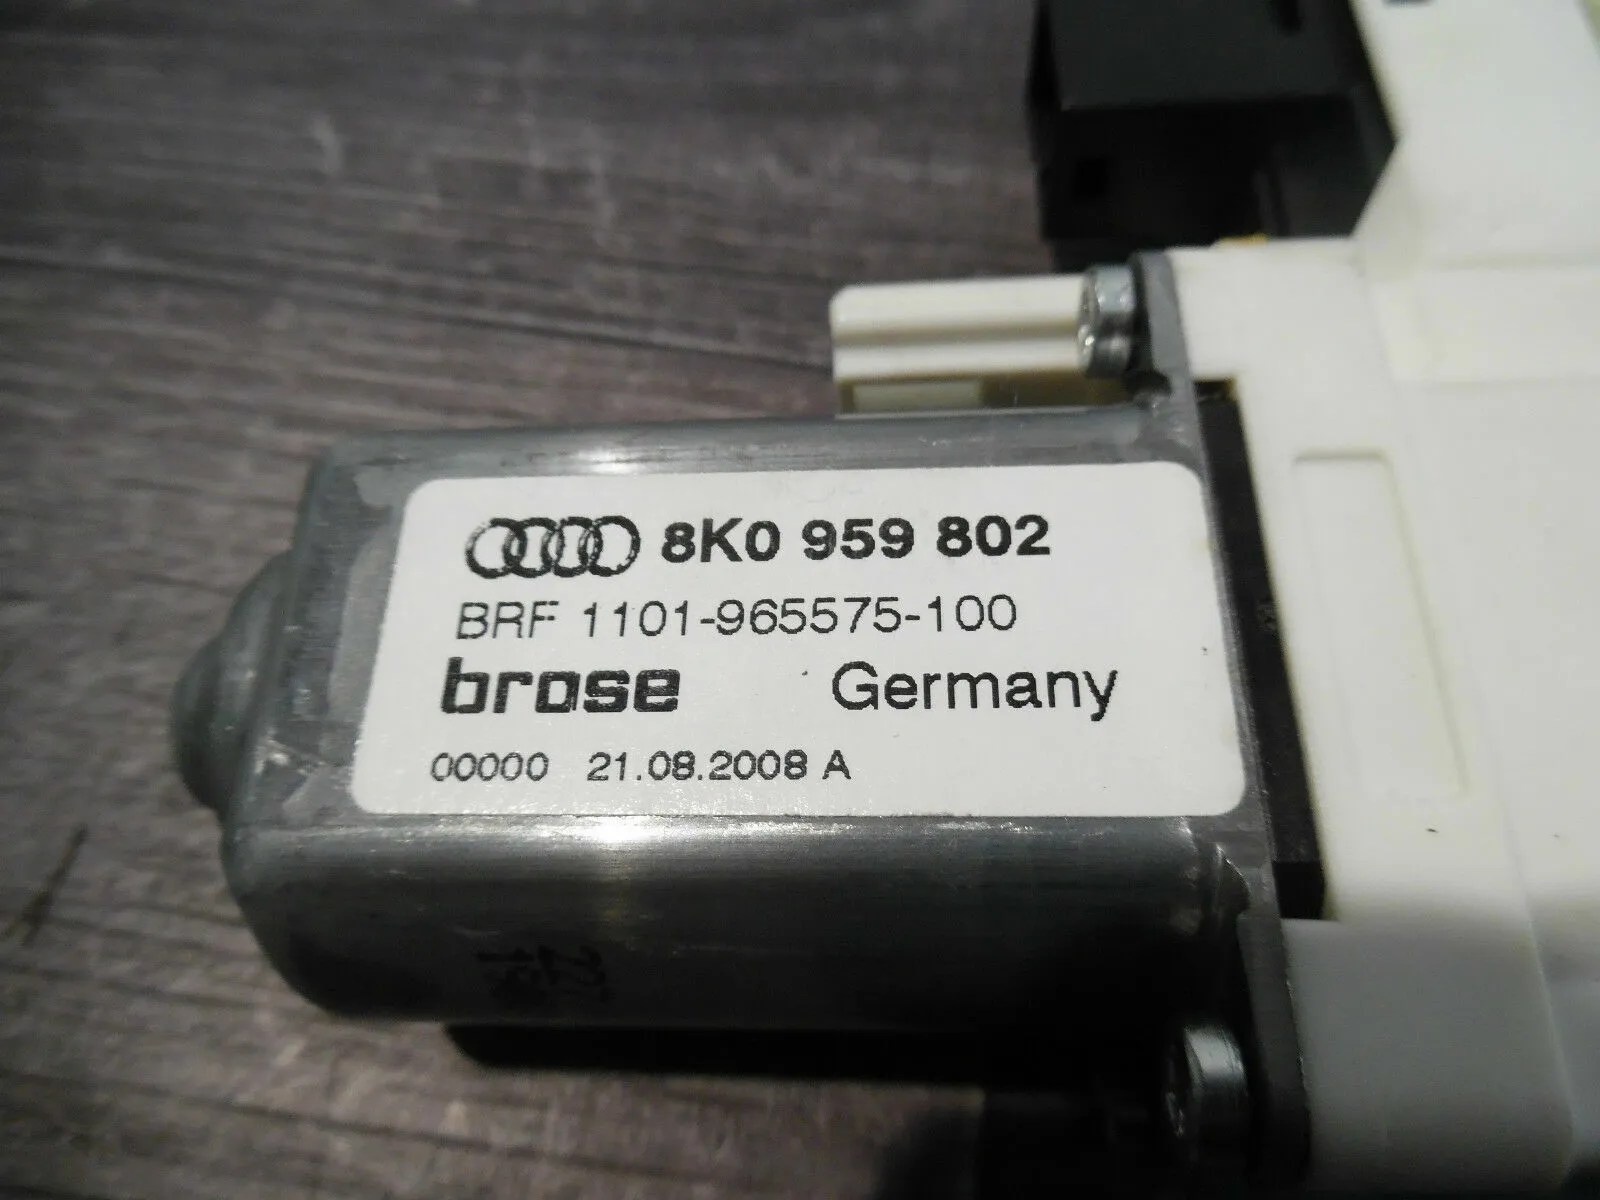 8K0 959 802
BRF 1101-965575-100
brose Germany
00000 21.08.2008 A